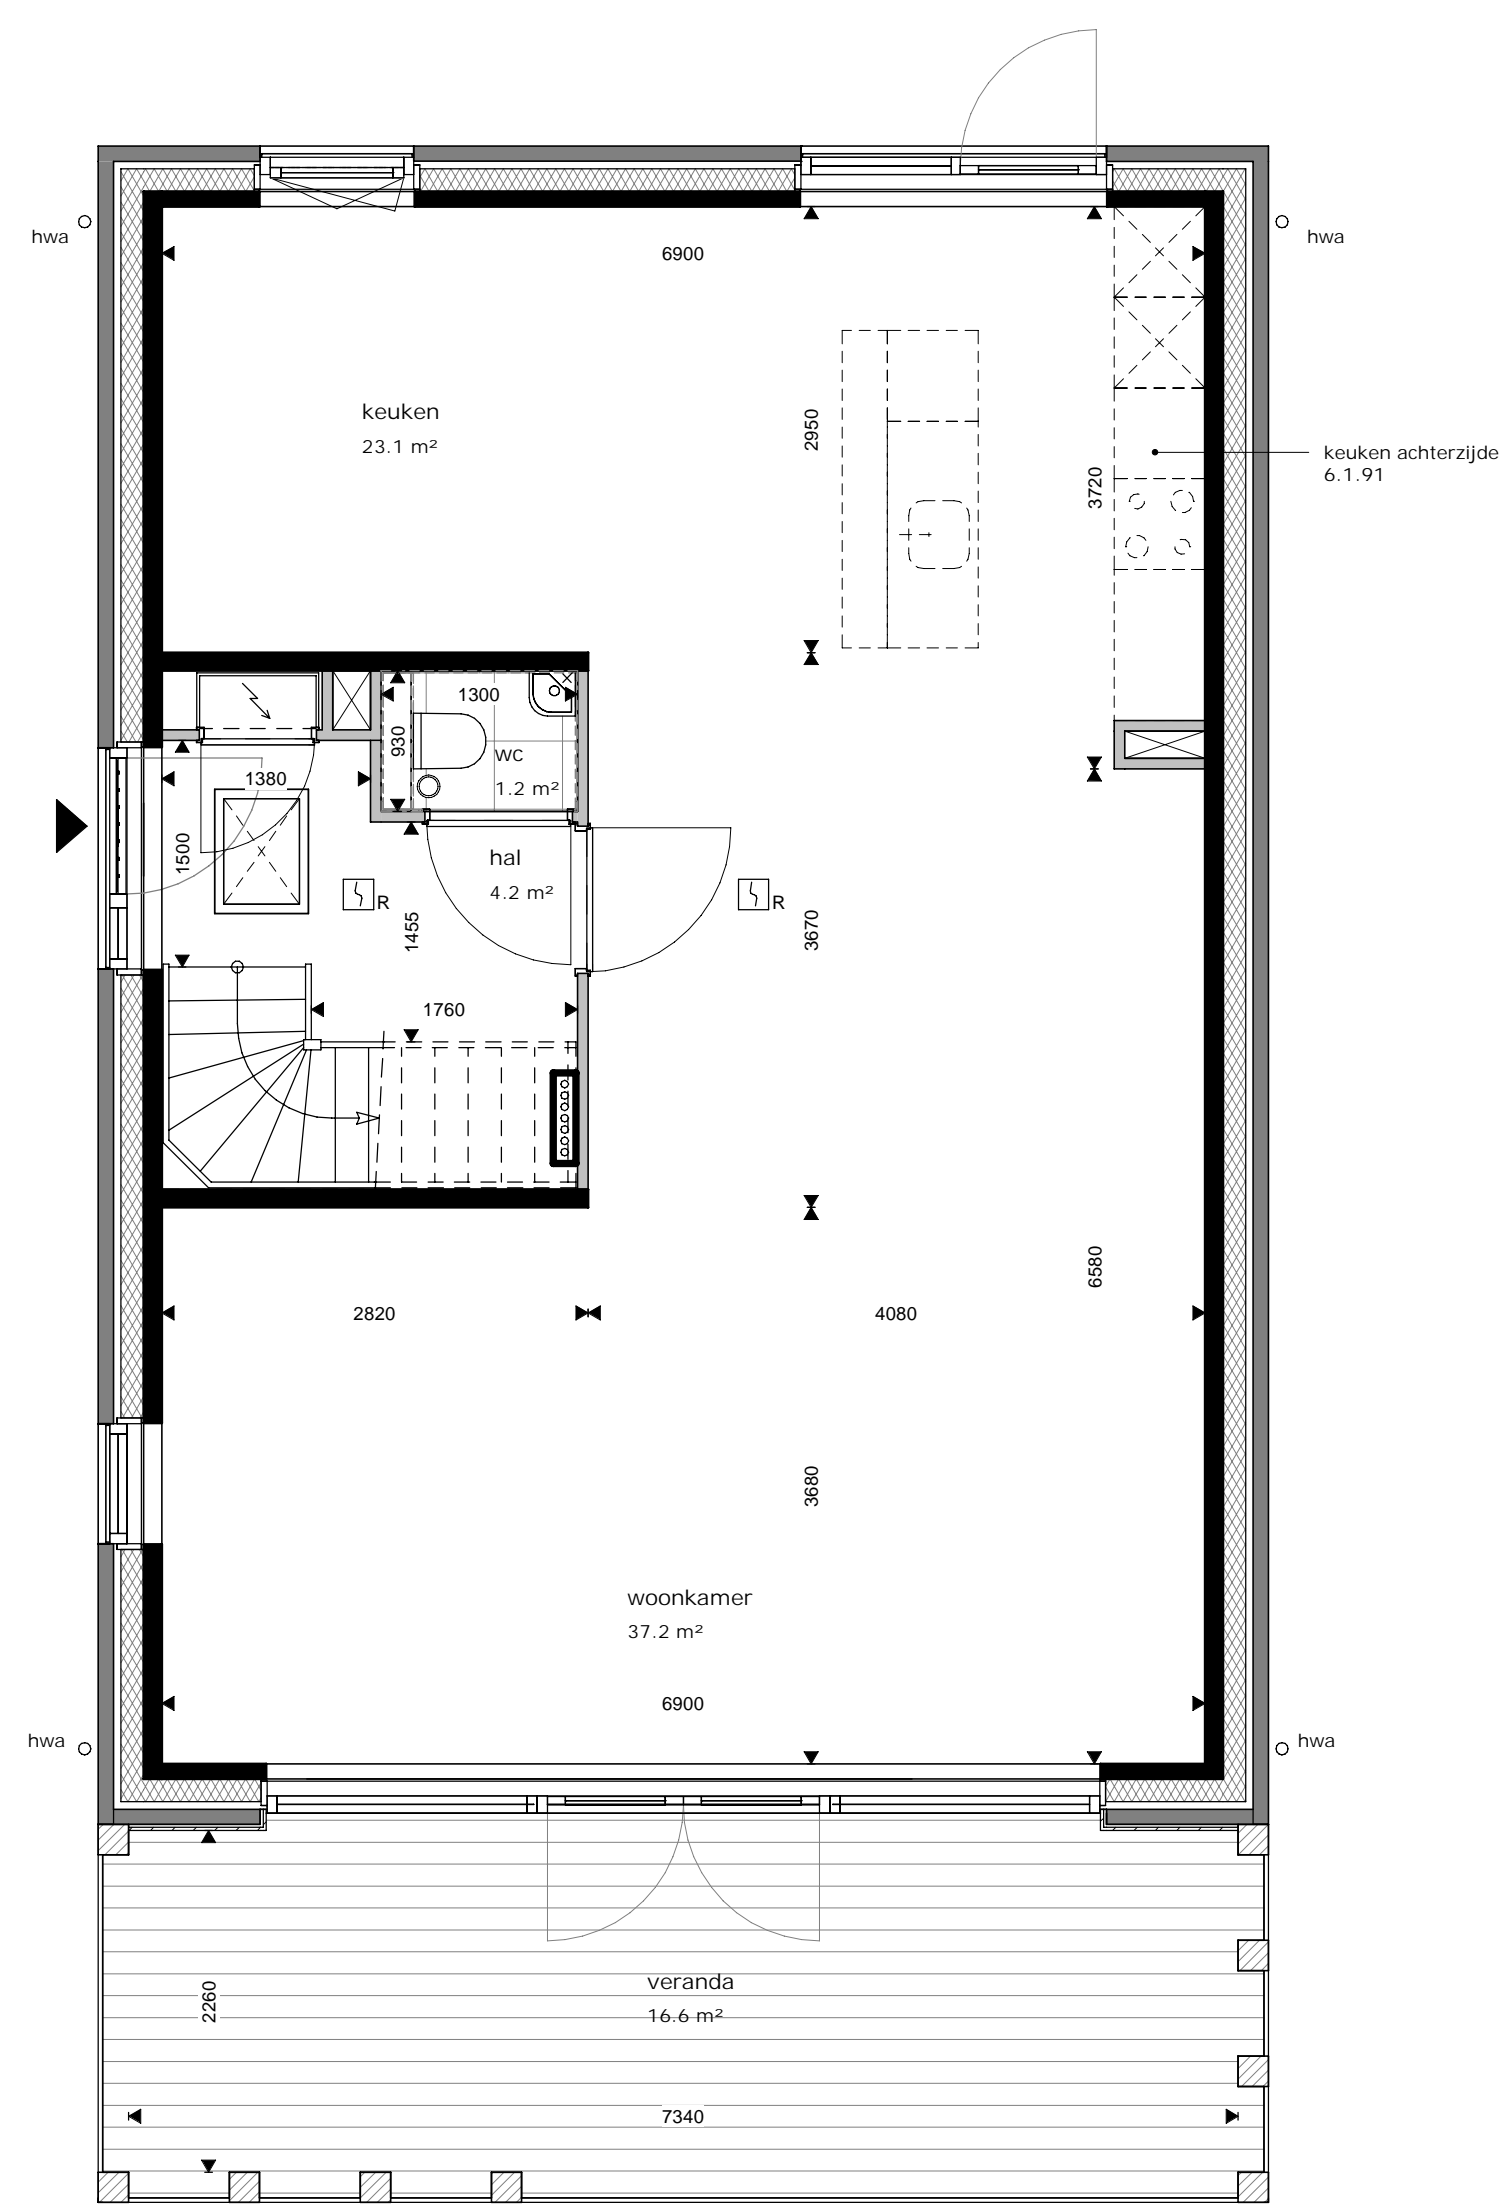 hwa
hwa
6900
keuken
23.1 m²
2950
3720
keuken achterzijde
6.1.91
1300
930
wc
1.2 m²
1380
1500
hal
4.2 m²
R
R
1455
3670
1760
6580
2820
4080
3680
woonkamer
37.2 m²
6900
hwa
hwa
veranda
16.6 m²
2260
7340